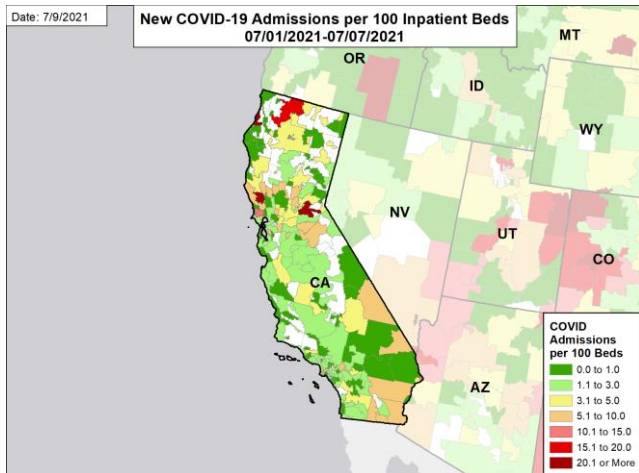 Date: 7/9/2021
New COVID-19 Admissions per 100 Inpatient Beds
07/01/2021-07/07/2021
MT
OR
ID
WY
NV
UT
CO
CA
AZ
COVID
Admissions
per 100 Beds
0.0 to 1.0
1.1 to 3.0
3.1 to 5.0
5.1 to 10.0
10.1 to 15.0
15.1 to 20.0
20.1 or More